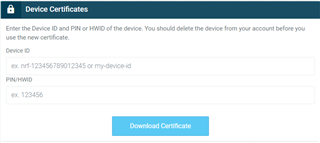 Device Certificates
Enter the Device ID and PIN or HWID of the device. You should delete the device from your account before you
use the new certificate.
Device ID
ex. nrf-123456789012345 or my-device-id
PIN/HWID
ex. 123456
Download Certificate